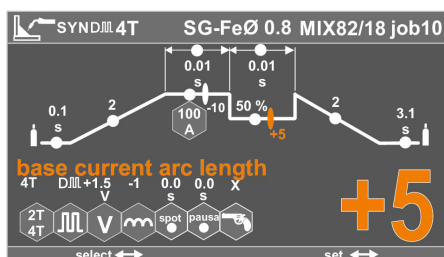 SYND 4T SG-FeØ 0.8 MIX82/18 job10
0.01 0.01
s s
0.1 2 100 -10 50 % 2 3.1
s A +5 s
base current arc length
4T D +1.5 -1 0.0 0.0 X
V s s
+5
2T V spot pausa
4T
select set